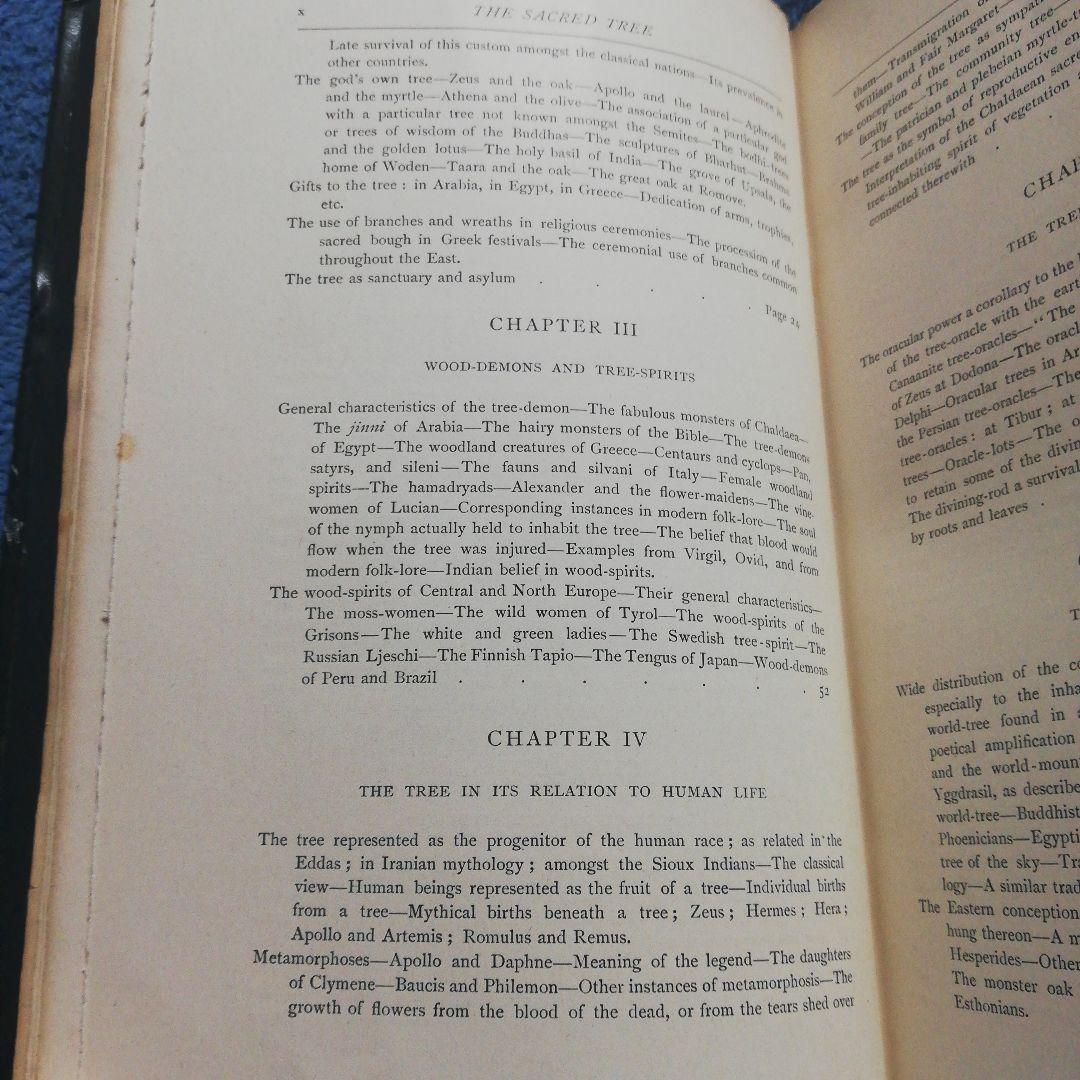 x
THE SACRED TREE
Late survival of this custom amongst the classical nations—Its prevalence in
other countries.
The god's own tree—Zeus and the oak—Apollo and the laurel—Aphrodite
and the myrtle—Athena and the olive—The association of a particular god
with a particular tree not known amongst the Semites—The bodhi-trees
or trees of wisdom of the Buddhas—The sculptures of Bharhut—Brahma
and the golden lotus—The holy basil of India—The grove of Upsala, the
home of Woden—Taara and the oak—The great oak at Romove.
Gifts to the tree: in Arabia, in Egypt, in Greece—Dedication of arms, trophies,
etc.
The use of branches and wreaths in religious ceremonies—The procession of the
sacred bough in Greek festivals—The ceremonial use of branches common
throughout the East.
The tree as sanctuary and asylum . . . . . Page 24
CHAPTER III
WOOD-DEMONS AND TREE-SPIRITS
General characteristics of the tree-demon—The fabulous monsters of Chaldaea—
The jinni of Arabia—The hairy monsters of the Bible—The tree-demons
of Egypt—The woodland creatures of Greece—Centaurs and cyclops—Pan,
satyrs, and sileni—The fauns and silvani of Italy—Female woodland
spirits—The hamadryads—Alexander and the flower-maidens—The vine-
women of Lucian—Corresponding instances in modern folk-lore—The soul
of the nymph actually held to inhabit the tree—The belief that blood would
flow when the tree was injured—Examples from Virgil, Ovid, and from
modern folk-lore—Indian belief in wood-spirits.
The wood-spirits of Central and North Europe—Their general characteristics—
The moss-women—The wild women of Tyrol—The wood-spirits of the
Grisons—The white and green ladies—The Swedish tree-spirit—The
Russian Ljeschi—The Finnish Tapio—The Tengus of Japan—Wood-demons
of Peru and Brazil . . . . . . 52
CHAPTER IV
THE TREE IN ITS RELATION TO HUMAN LIFE
The tree represented as the progenitor of the human race; as related in the
Eddas; in Iranian mythology; amongst the Sioux Indians—The classical
view—Human beings represented as the fruit of a tree—Individual births
from a tree—Mythical births beneath a tree; Zeus; Hermes; Hera;
Apollo and Artemis; Romulus and Remus.
Metamorphoses—Apollo and Daphne—Meaning of the legend—The daughters
of Clymene—Baucis and Philemon—Other instances of metamorphosis—The
growth of flowers from the blood of the dead, or from the tears shed over
them—Transmigration of
William and Fair Margaret—
The conception of the tree as sympat
family tree—The community tree—
—The patrician and plebeian myrtle-t
The tree as the symbol of reproductive en
Interpretation of the Chaldaean sacre
tree-inhabiting spirit of vegetation
connected therewith . .
CHA
THE TRE
The oracular power a corollary to the
of the tree-oracle with the eart
Canaanite tree-oracles—"The
of Zeus at Dodona—The oracl
Delphi—Oracular trees in Ar
the Persian tree-oracles—The
tree-oracles: at Tibur; at
trees—Oracle-lots—The o
to retain some of the divin
The divining-rod a survival
by roots and leaves .
T
Wide distribution of the co
especially to the inha
world-tree found in
poetical amplification
and the world-moun
Yggdrasil, as describe
world-tree—Buddhist
Phoenicians—Egypti
tree of the sky—Tra
logy—A similar trad
The Eastern conception
hung thereon—A m
Hesperides—Other
The monster oak
Esthonians.